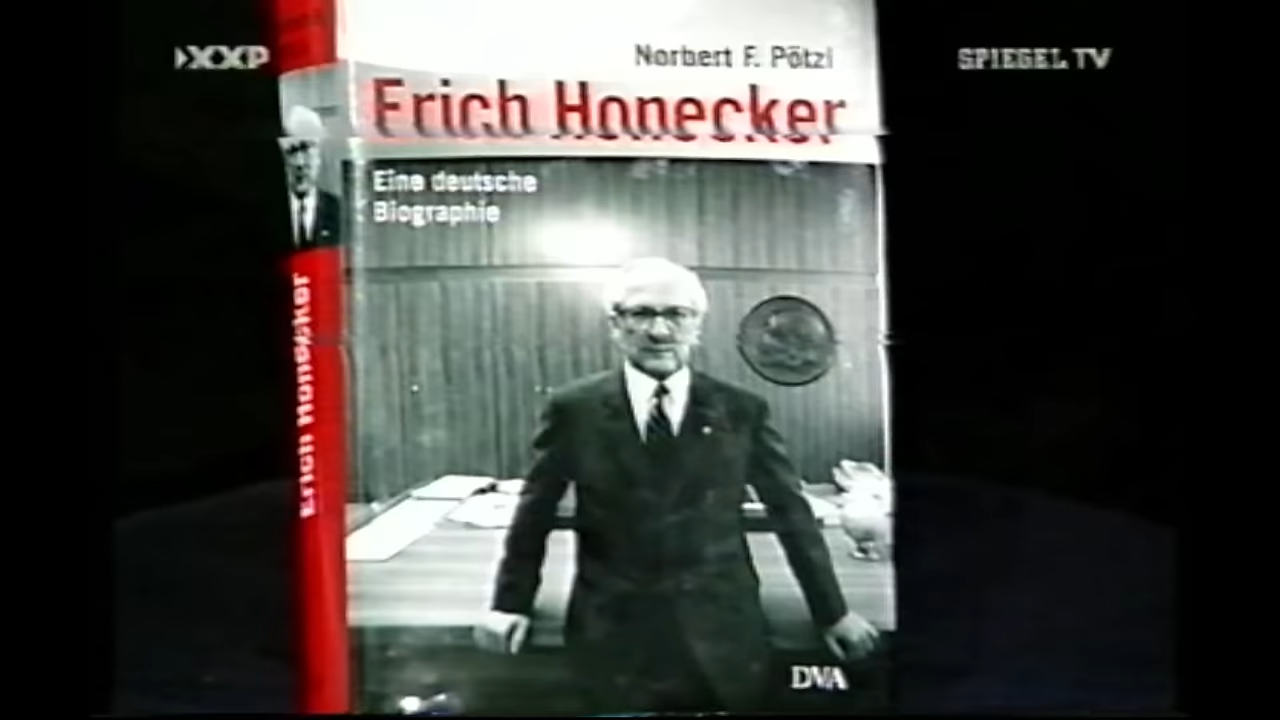 XXP
SPIEGEL TV
Norbert F. Pötzl
Erich Honecker
Eine deutsche
Biographie
Erich Honecker
DVA